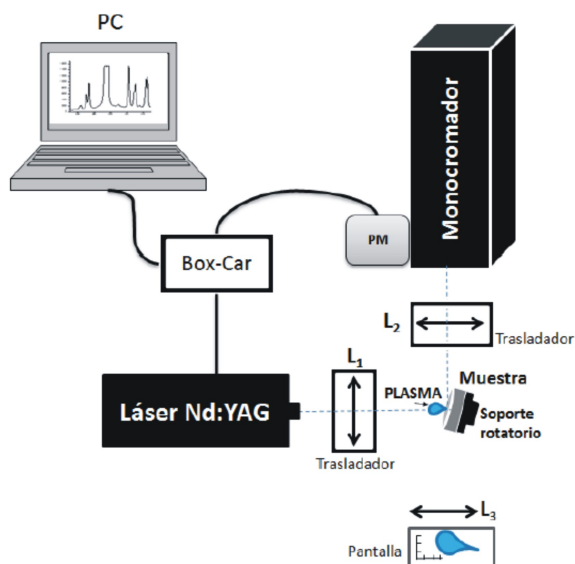 PC
Monocromador
PM
Box-Car
L2
Trasladador
L1
Muestra
PLASMA
Láser Nd:YAG
Soporte
rotatorio
Trasladador
L3
Pantalla